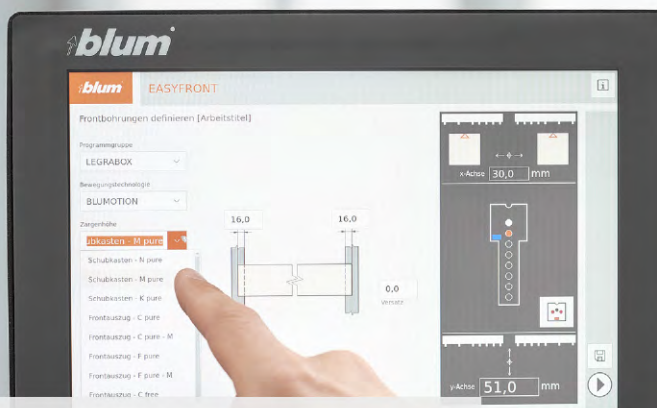 blum
blum EASYFRONT
Frontbohrungen definieren [Arbeitstitel]
Programmgruppe
LEGRABOX
Bewegungstechnologie
BLUMOTION
Zargenhöhe
ubkasten - M pure
Schubkasten - N pure
Schubkasten - M pure
Schubkasten - K pure
Frontauszug - C pure
Frontauszug - C pure - M
Frontauszug - F pure
Frontauszug - F pure - M
Frontauszug - C free
16,0 16,0
0,0
Versatz
x-Achse 30,0 mm
y-Achse 51,0 mm